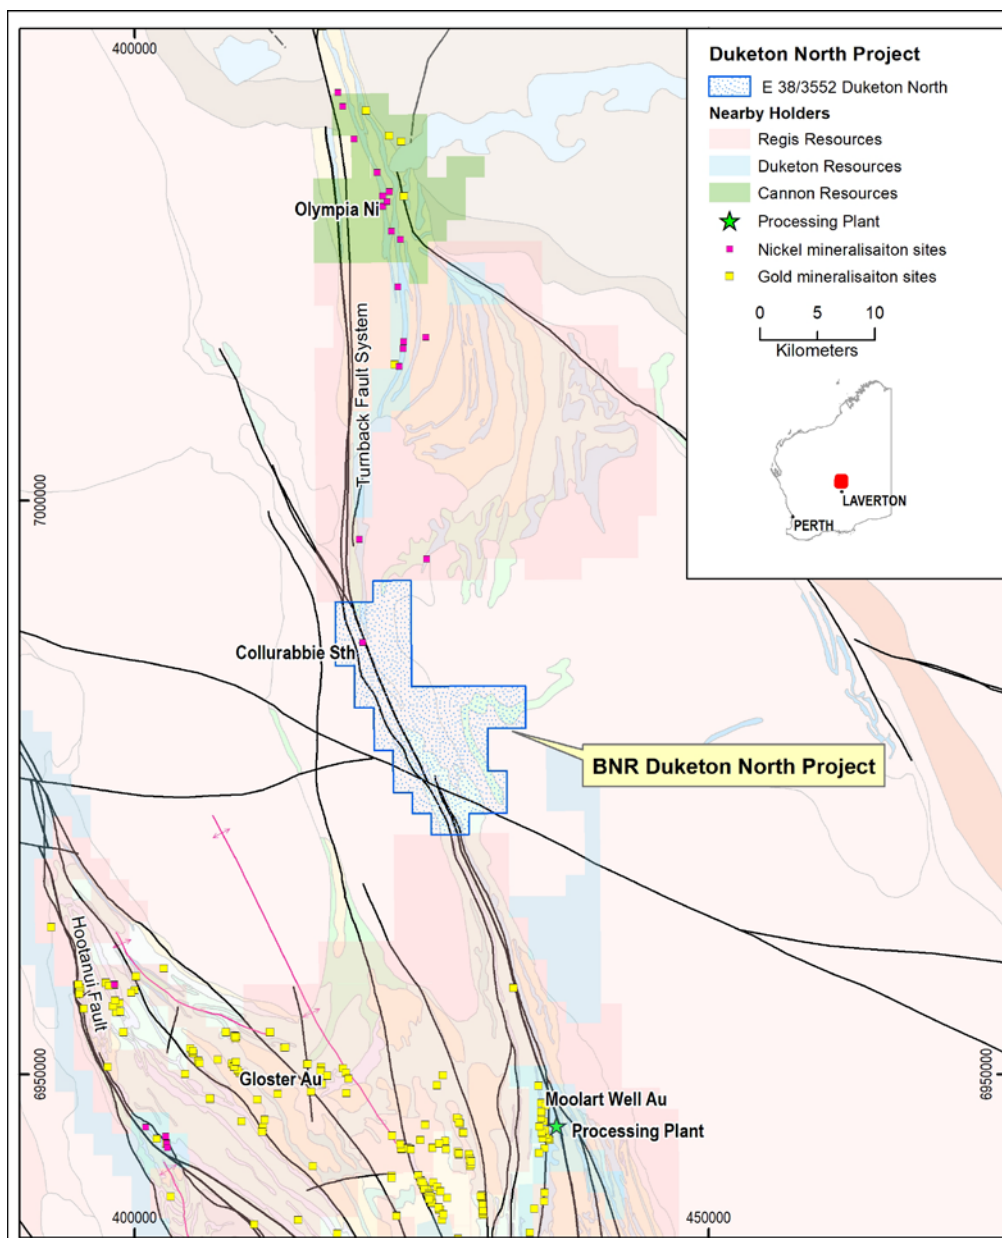 400000
Duketon North Project
E 38/3552 Duketon North
Nearby Holders
Regis Resources
Duketon Resources
Cannon Resources
Processing Plant
Nickel mineralisaiton sites
Gold mineralisaiton sites
0 5 10
Kilometers
LAVERTON
PERTH
Olympia Ni
Turnback Fault System
7000000
Collurabbie Sth
BNR Duketon North Project
Hootanui Fault
Gloster Au
Moolart Well Au
Processing Plant
6950000
6950000
400000
450000